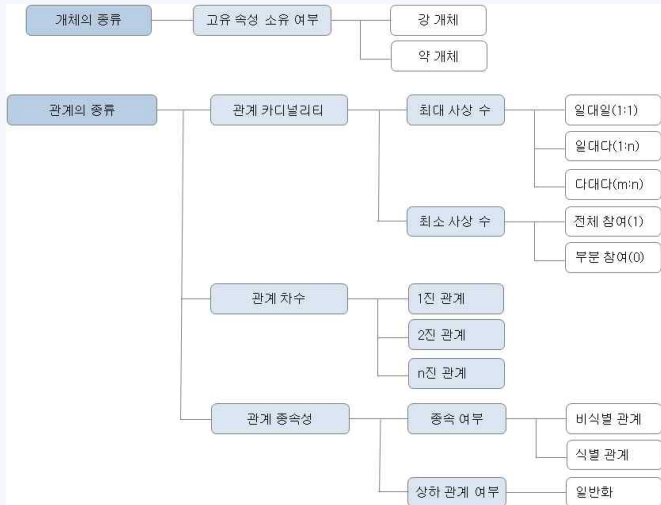 개체의 종류
고유 속성 소유 여부
강 개체
약 개체
관계의 종류
관계 카디널리티
최대 사상 수
일대일(1:1)
일대다(1:n)
다대다(m:n)
최소 사상 수
전체 참여(1)
부분 참여(0)
관계 차수
1진 관계
2진 관계
n진 관계
관계 종속성
종속 여부
비식별 관계
식별 관계
상하 관계 여부
일반화